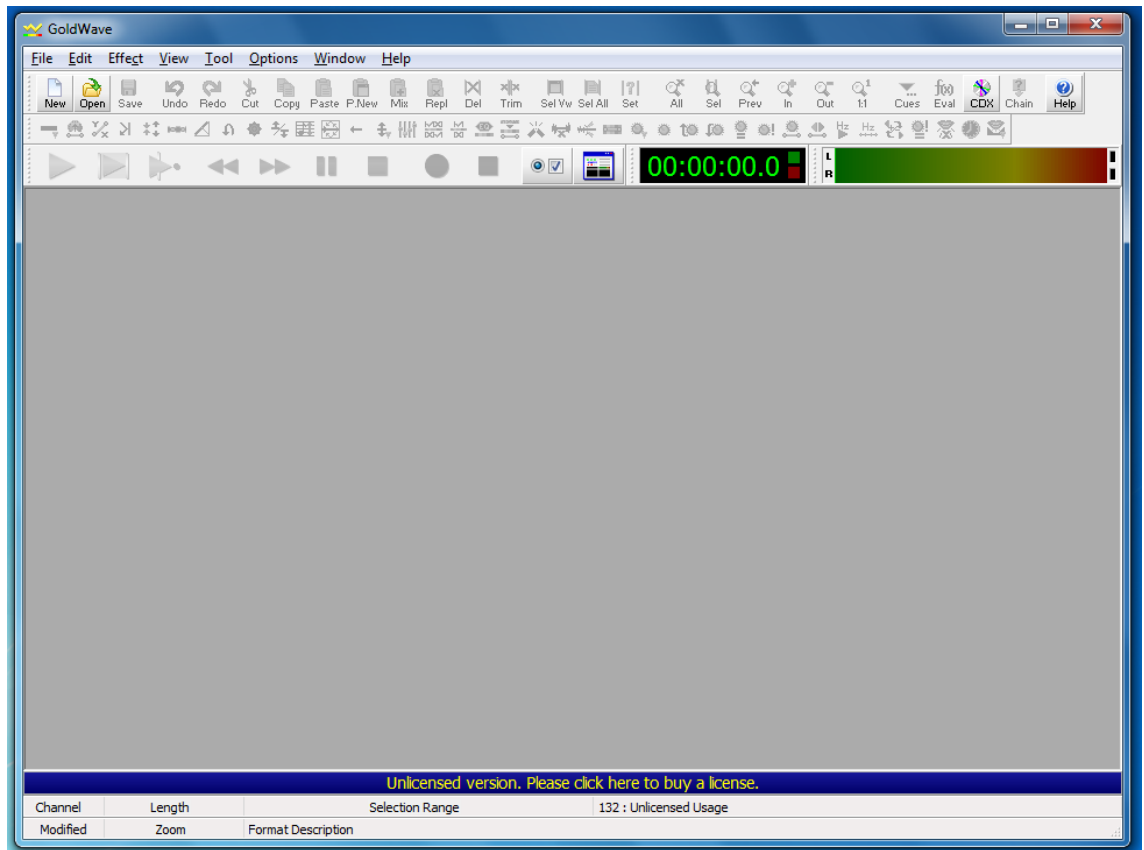 GoldWave
File Edit Effect View Tool Options Window Help
New Open Save Undo Redo Cut Copy Paste P.New Mix Repl Del Trim Sel Vw Sel All Set All Sel Prev In Out 1:1 Cues Eval CDX Chain Help
00:00:00.0
L
R
Unlicensed version. Please click here to buy a license.
Channel Length Selection Range 132 : Unlicensed Usage
Modified Zoom Format Description